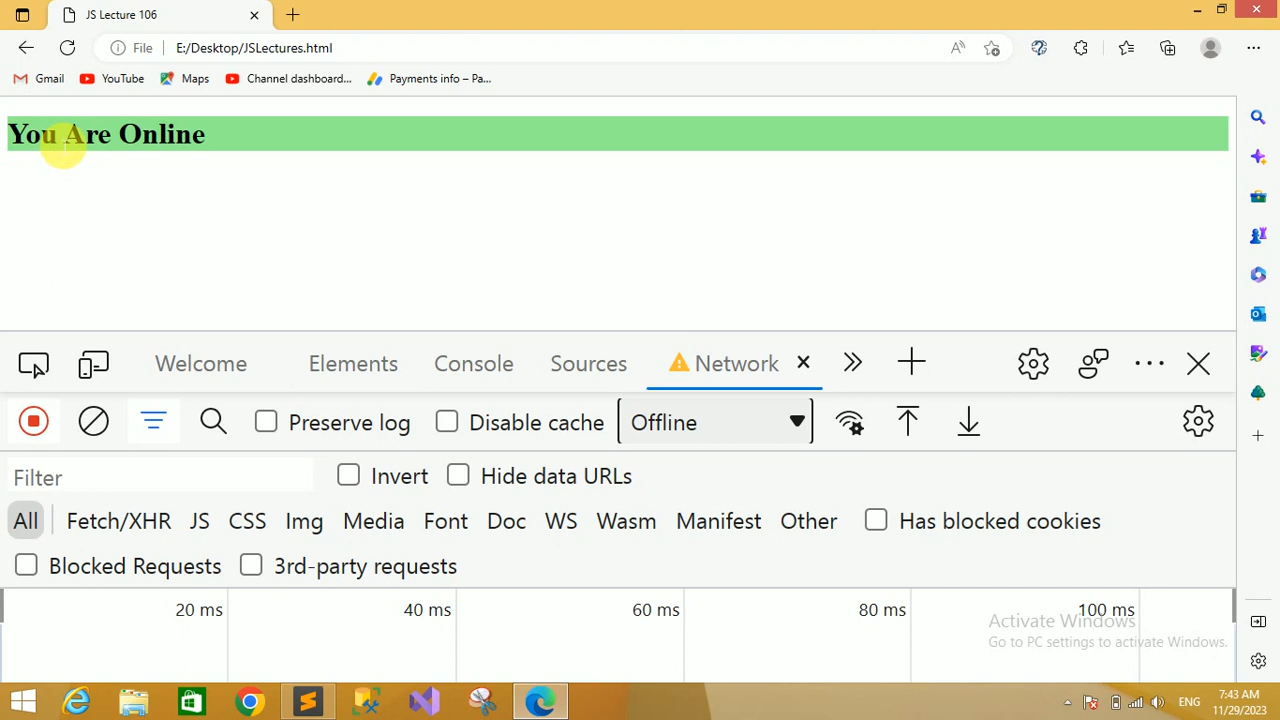 JS Lecture 106
File
E:/Desktop/JSLectures.html
Gmail
YouTube
Maps
Channel dashboard...
Payments info – Pa...
You Are Online
Welcome
Elements
Console
Sources
Network
Preserve log
Disable cache
Offline
Filter
Invert
Hide data URLs
All
Fetch/XHR
JS
CSS
Img
Media
Font
Doc
WS
Wasm
Manifest
Other
Has blocked cookies
Blocked Requests
3rd-party requests
20 ms
40 ms
60 ms
80 ms
100 ms
Activate Windows
Go to PC settings to activate Windows.
ENG
7:43 AM
11/29/2023